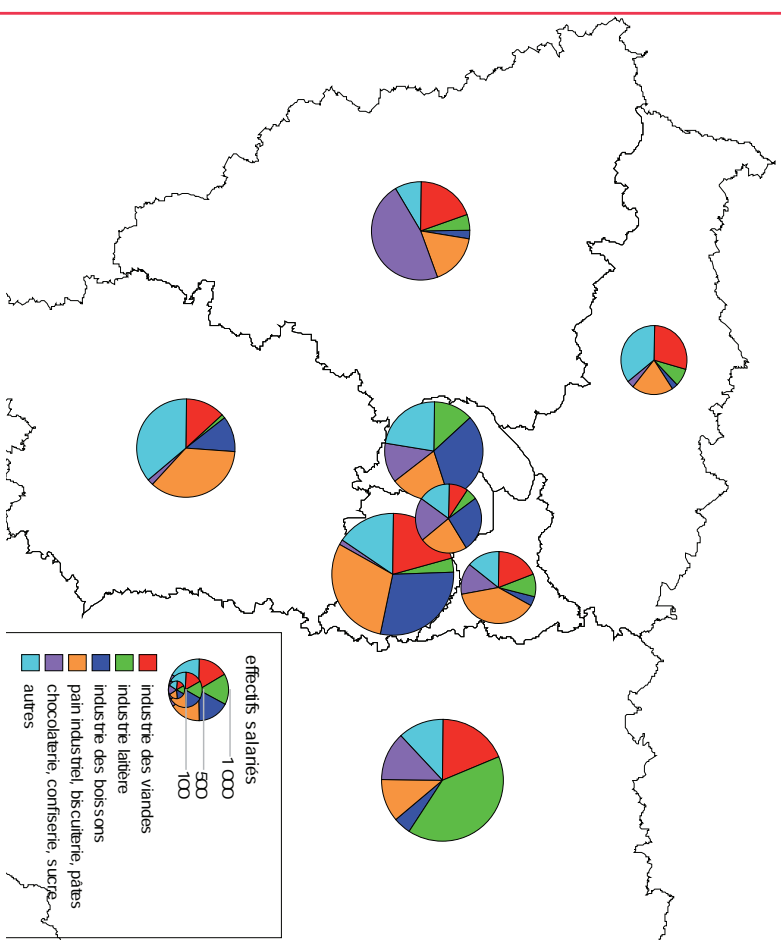 effectifs salariés
1 000
500
100
industrie des viandes
industrie laitière
industrie des boissons
pain industriel, biscuiterie, pâtes
chocolaterie, confiserie, sucre
autres